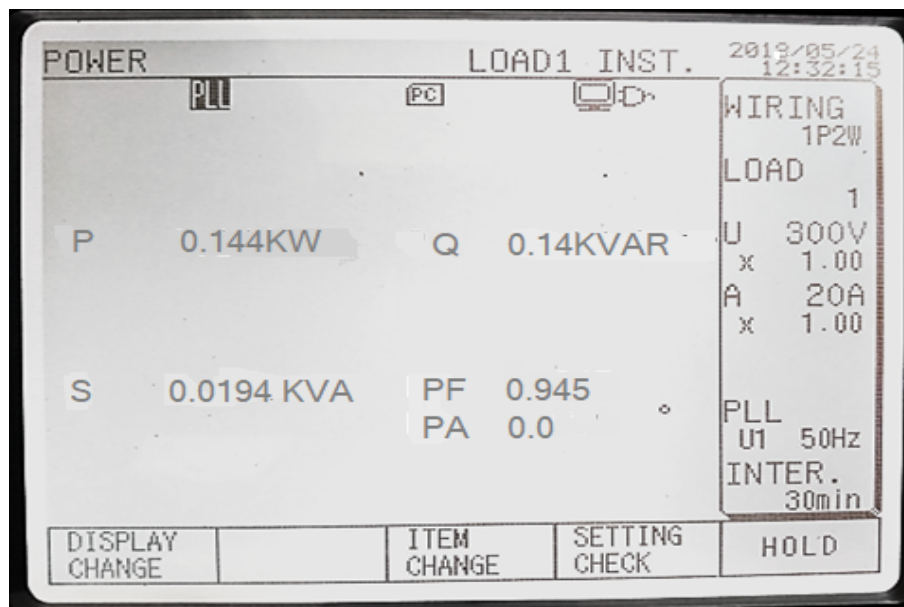 POWER LOAD1 INST. 2013/05/24
12:32:15
PLL PC
WIRING
1P2W
LOAD
1
P 0.144KW Q 0.14KVAR
U 300V
x 1.00
A 20A
x 1.00
S 0.0194 KVA PF 0.945
PA 0.0 °
PLL
U1 50Hz
INTER.
30min
DISPLAY
CHANGE
ITEM
CHANGE
SETTING
CHECK
HOLD